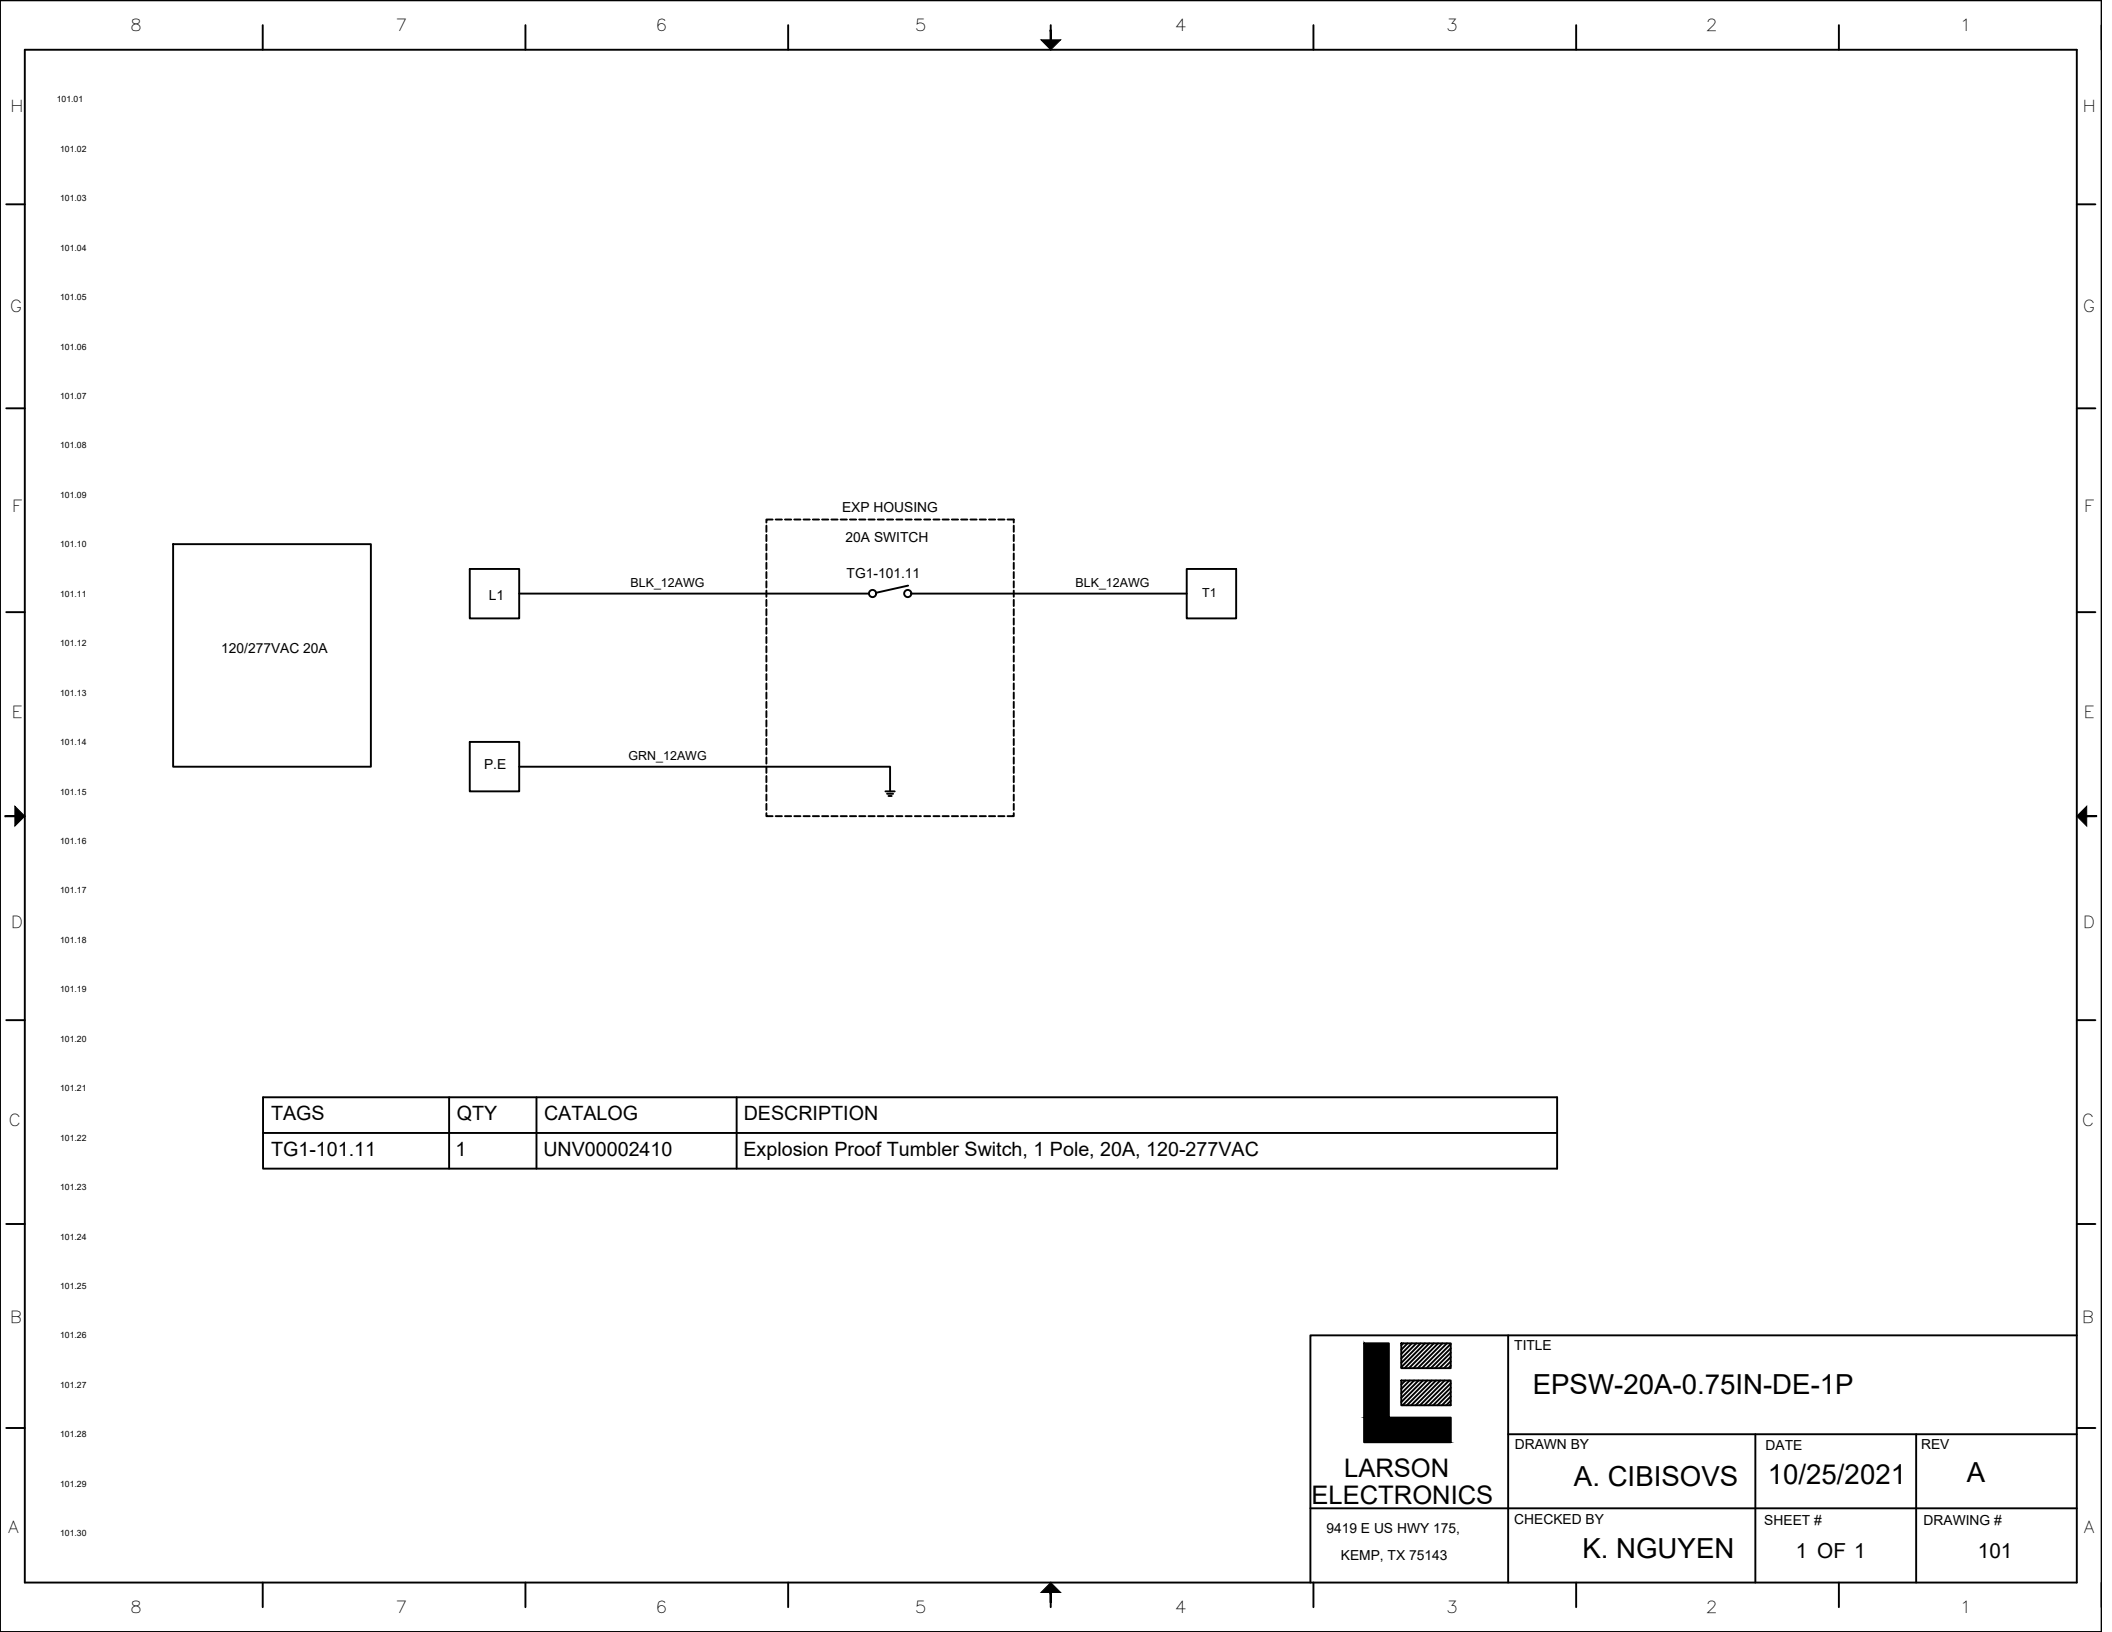 8 7 6 5 4 3 2 1
H 101.01 H
101.02
101.03
101.04
101.05
G G
101.06
101.07
101.08
101.09
F EXP HOUSING F
101.10 20A SWITCH
TG1-101.11
BLK_12AWG BLK_12AWG
101.11 L1 T1
101.12 120/277VAC 20A
101.13
E E
101.14
GRN_12AWG
P.E
101.15
101.16
101.17
D D
101.18
101.19
101.20
101.21
TAGS QTY CATALOG DESCRIPTION
C C
101.22
TG1-101.11 1 UNV00002410 Explosion Proof Tumbler Switch, 1 Pole, 20A, 120-277VAC
101.23
101.24
101.25
B B
101.26
TITLE
101.27 EPSW-20A-0.75IN-DE-1P
101.28
DRAWN BY DATE REV
LARSON A. CIBISOVS 10/25/2021 A
101.29
ELECTRONICS
CHECKED BY SHEET # DRAWING #
A 9419 E US HWY 175, A
101.30
K. NGUYEN 1 OF 1 101
KEMP, TX 75143
8 7 6 5 4 3 2 1